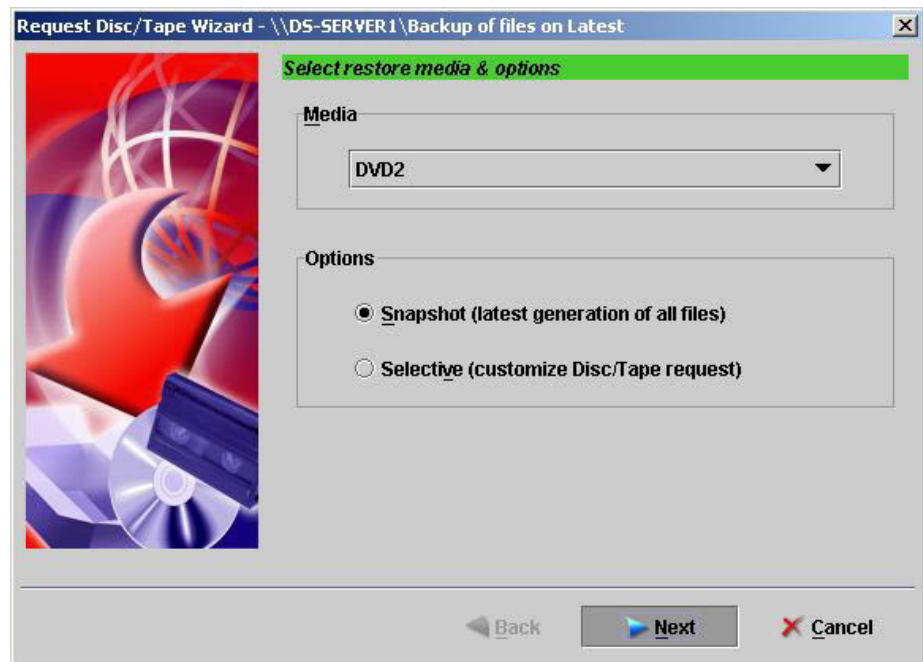 Request Disc/Tape Wizard - \\DS-SERVER1\Backup of files on Latest
Select restore media & options
Media
DVD2
Options
Snapshot (latest generation of all files)
Selective (customize Disc/Tape request)
Back
Next
Cancel